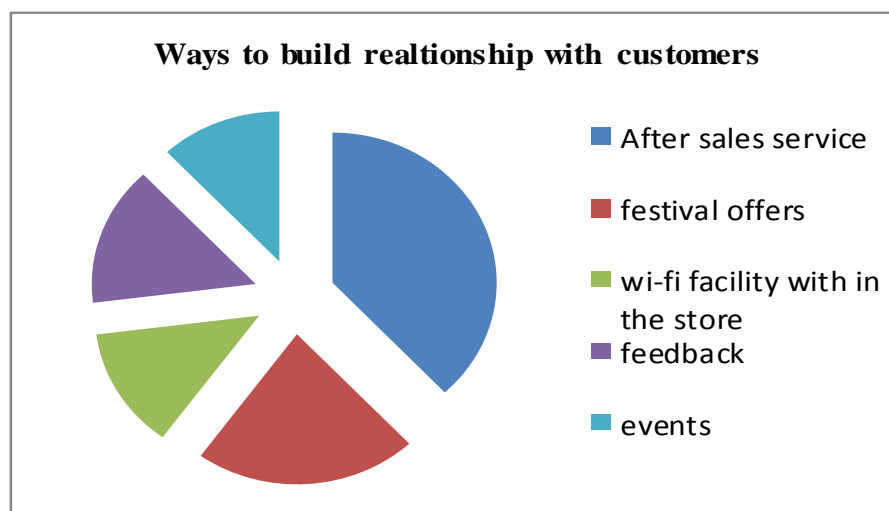 Ways to build realtionship with customers
After sales service
festival offers
wi-fi facility with in
the store
feedback
events